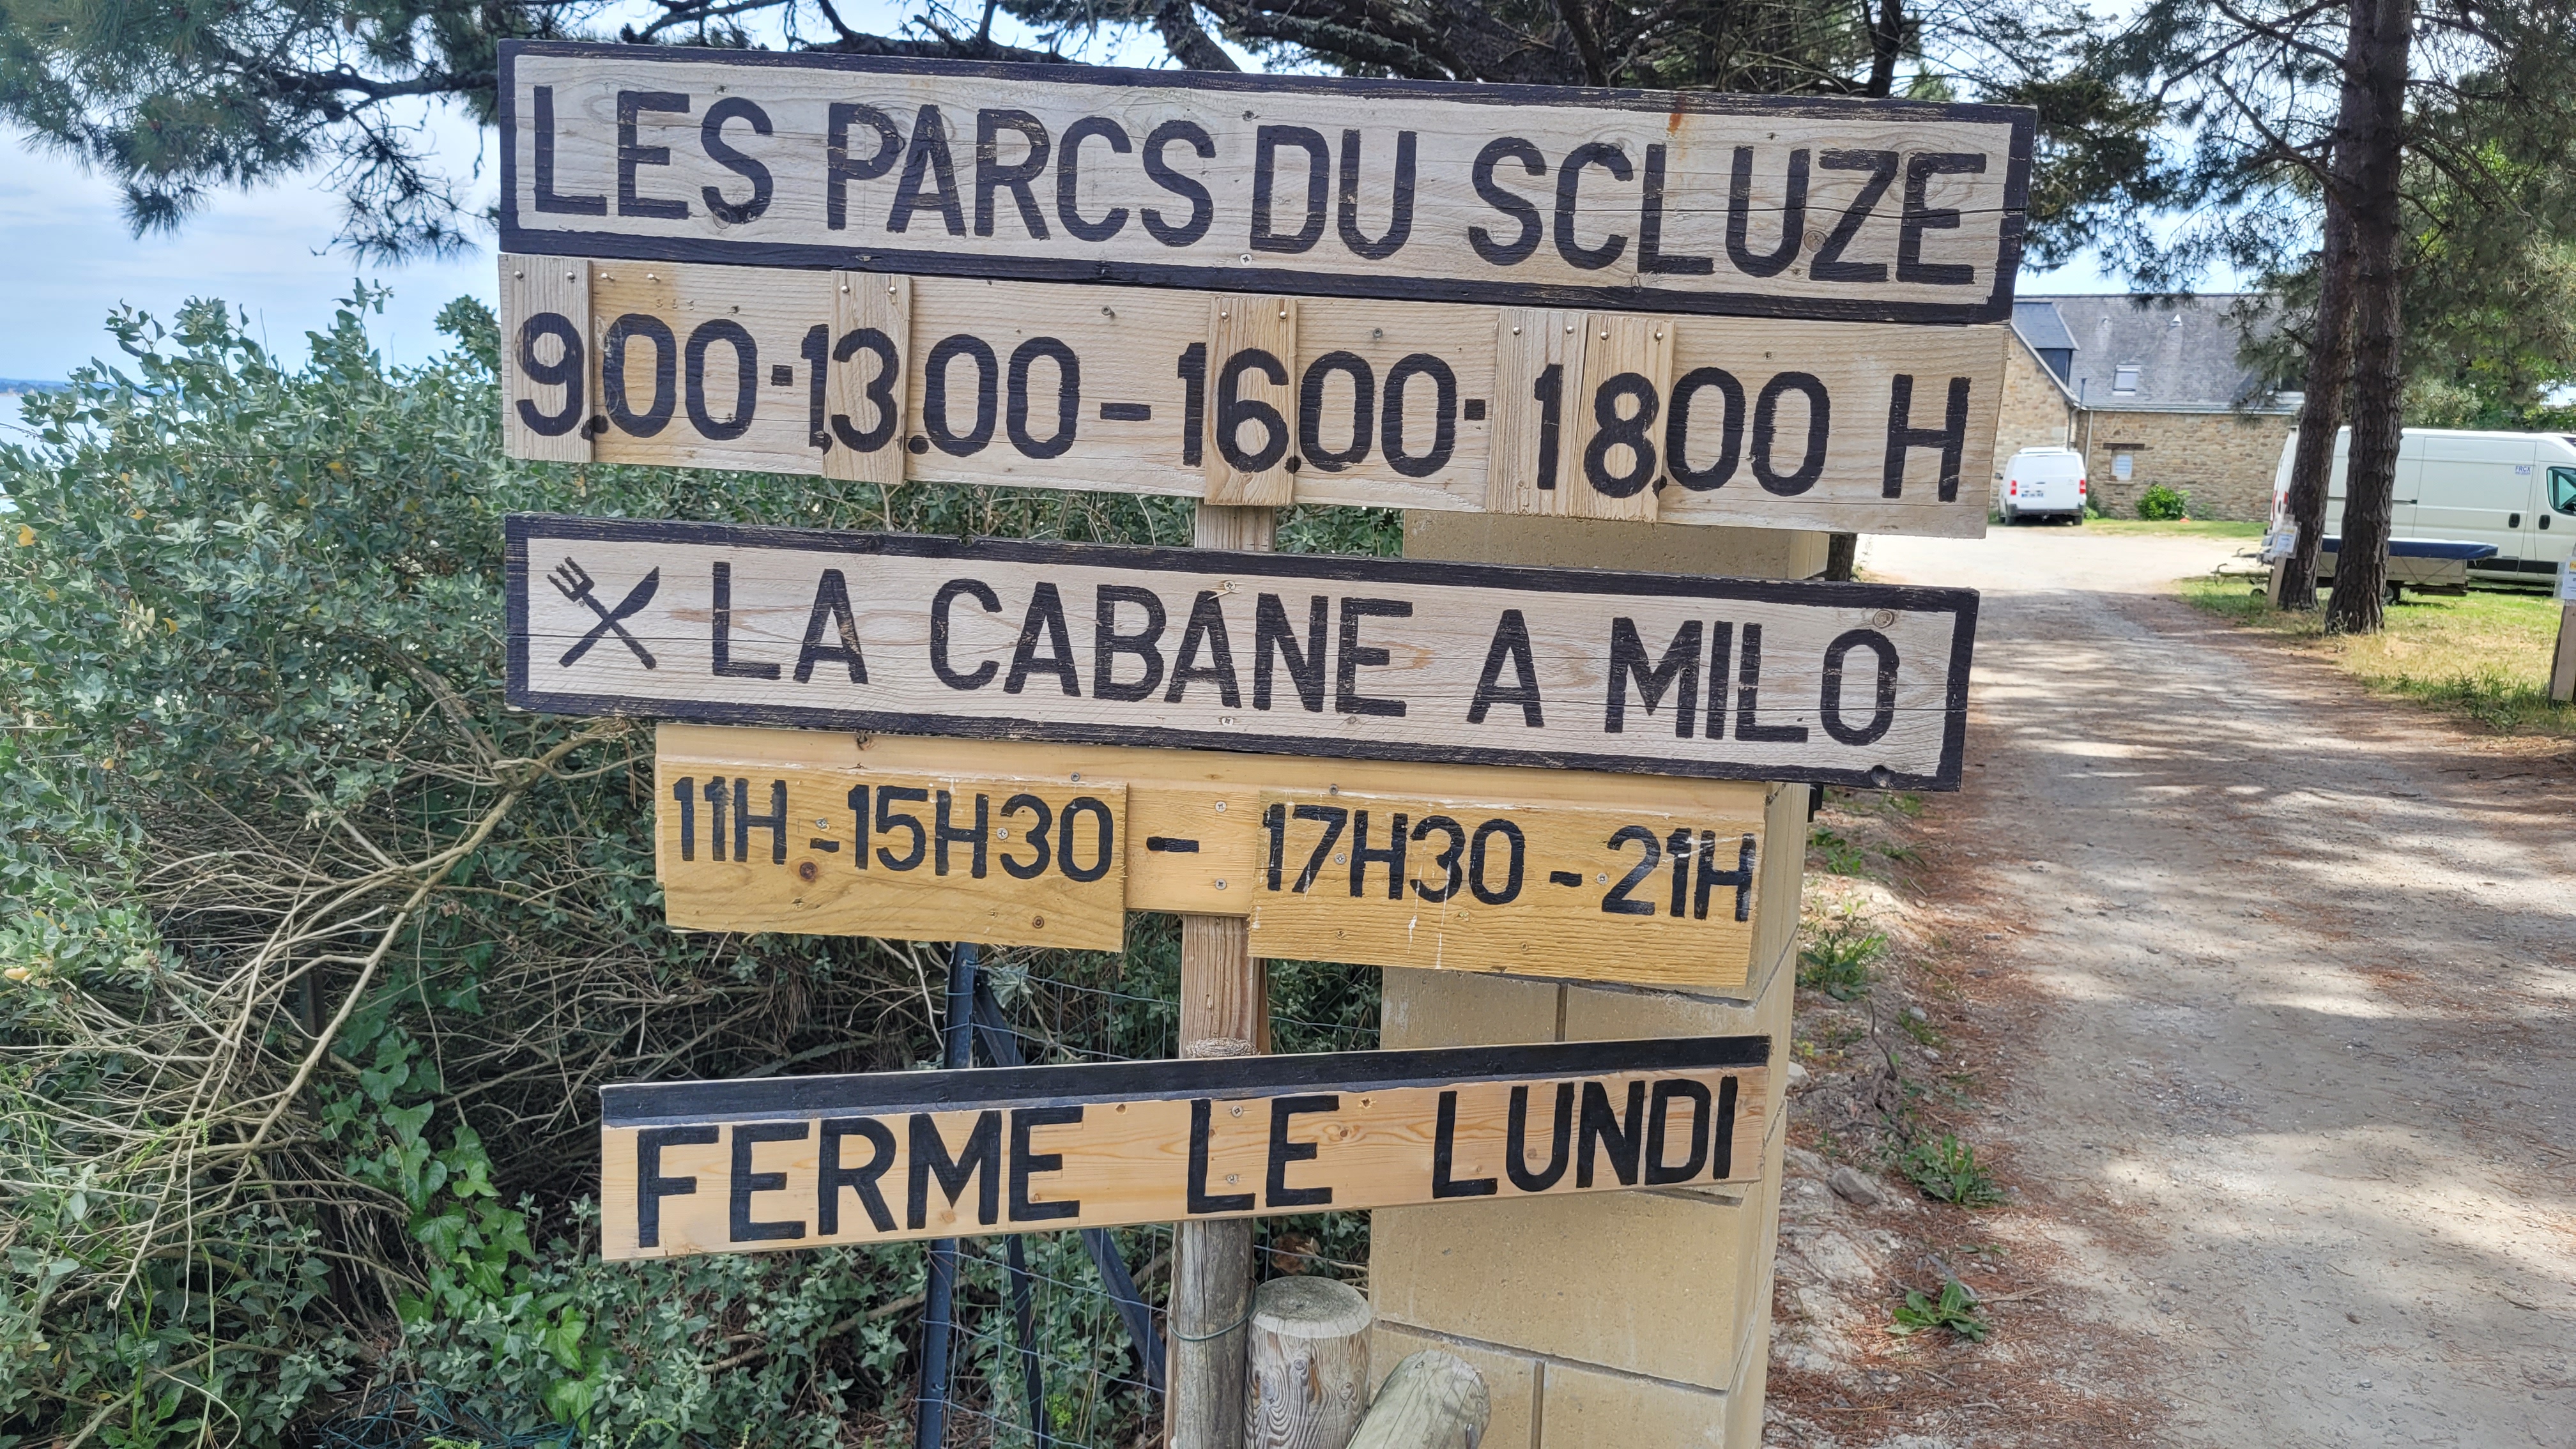 LES PARCS DU SCLUZE
9.00-13.00-16.00-18.00 H
LA CABANE A MILO
11H-15H30-17H30-21H
FERME LE LUNDI